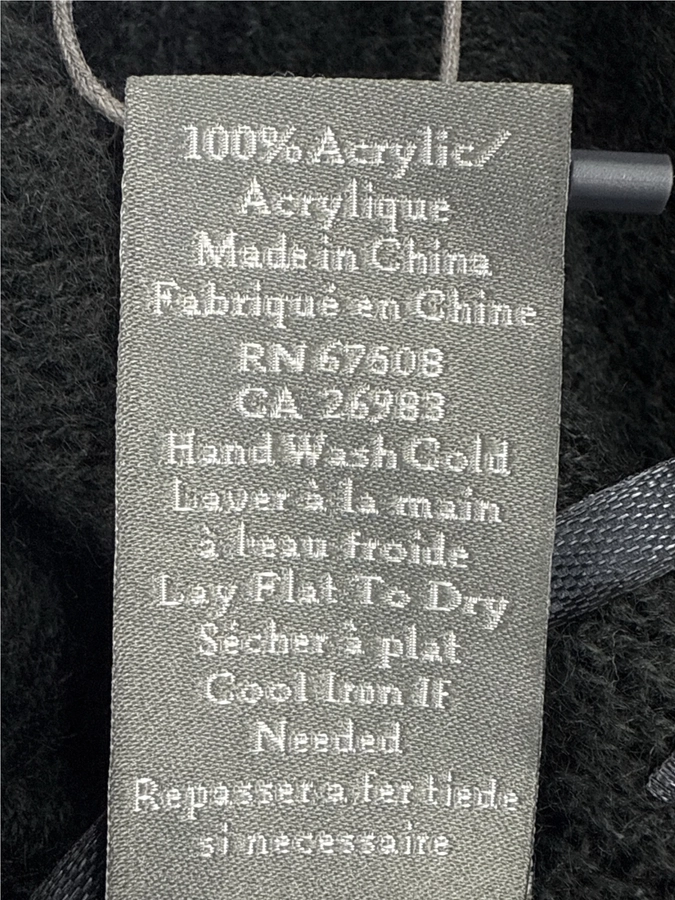 100% Acrylic/
Acrylique
Made in China
Fabriqué en Chine
RN 67608
CA 26983
Hand Wash Cold
Laver à la main
à l'eau froide
Lay Flat To Dry
Sécher à plat
Cool Iron If
Needed
Repasser a fer tiede
si necessaire